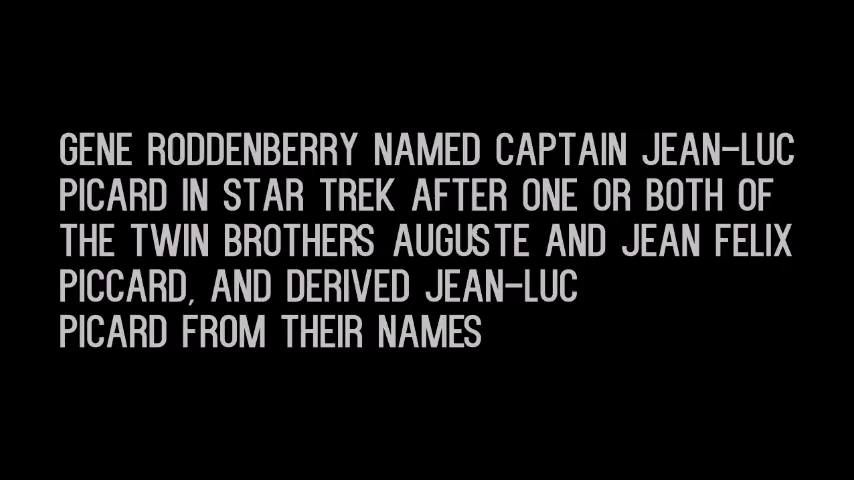 GENE RODDENBERRY NAMED CAPTAIN JEAN-LUC
PICARD IN STAR TREK AFTER ONE OR BOTH OF
THE TWIN BROTHERS AUGUSTE AND JEAN FELIX
PICCARD, AND DERIVED JEAN-LUC
PICARD FROM THEIR NAMES